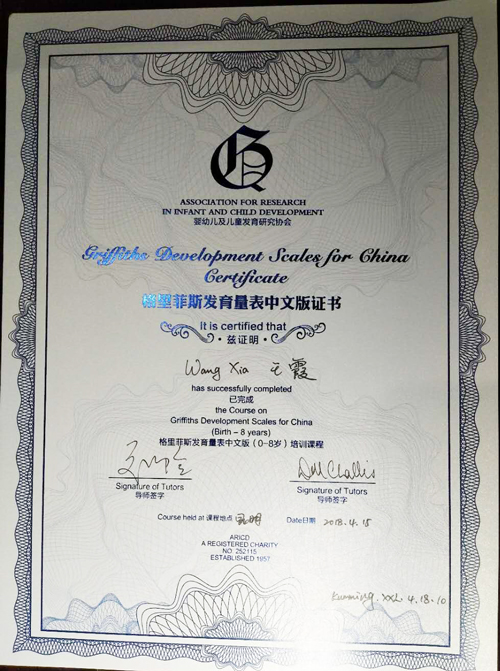 ASSOCIATION FOR RESEARCH
IN INFANT AND CHILD DEVELOPMENT
婴幼儿及儿童发育研究协会
Griffiths Development Scales for China
Certificate
格里菲斯发育量表中文版证书
It is certified that
· 兹证明 ·
Wang Xia 王霞
has successfully completed
已完成
the Course on
Griffiths Development Scales for China
(Birth – 8 years)
格里菲斯发育量表中文版（0-8岁）培训课程
Signature of Tutors
导师签字
Signature of Tutors
导师签字
Course held at 课程地点 昆明
Date日期 2018.4.15
ARICD
A REGISTERED CHARITY
NO. 252115
ESTABLISHED 1957
Kunming. 4.18.10